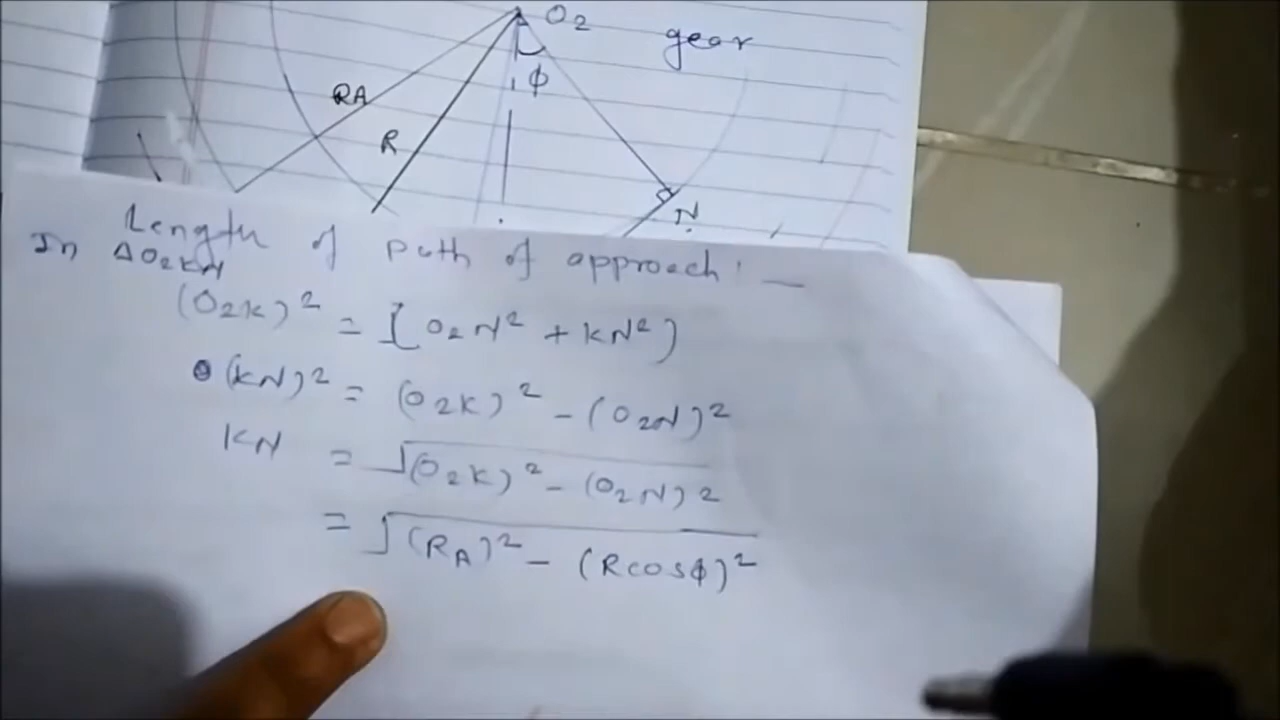 O2
gear
ϕ
RA
R
N
Length of path of approach :—
In ΔO2KN
(O2K)² = [O2N² + KN²)
(KN)² = (O2K)² - (O2N)²
KN = √(O2K)² - (O2N)²
= √(RA)² - (Rcosϕ)²